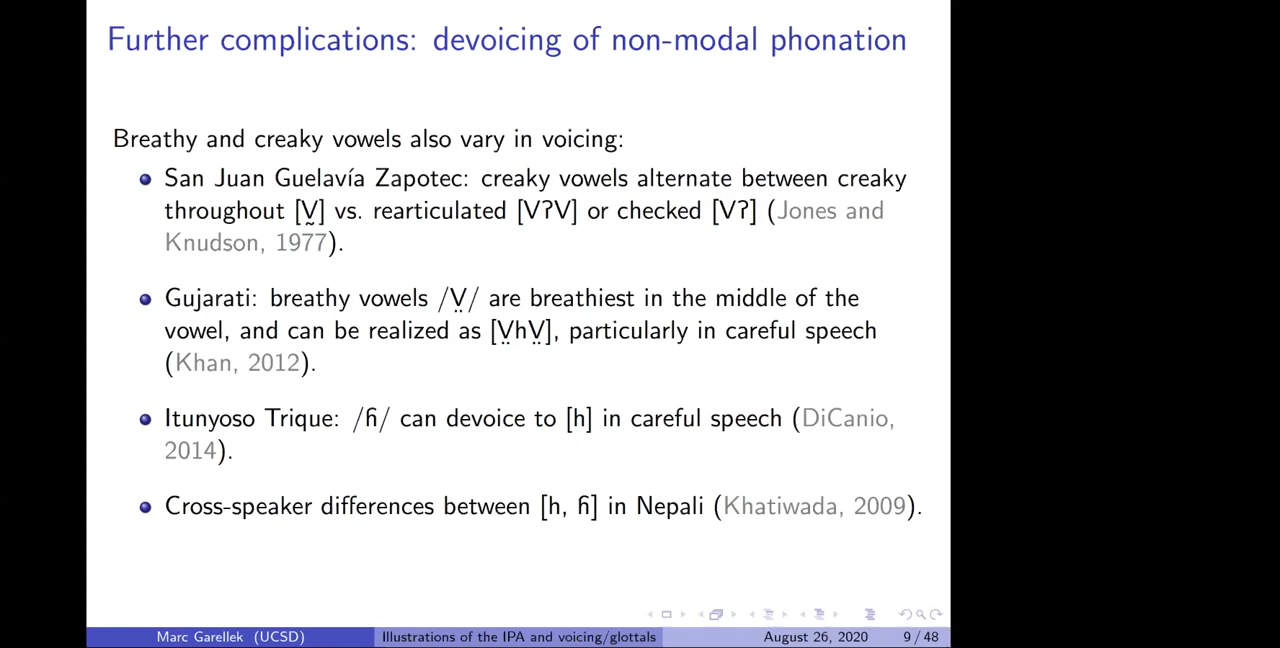 Further complications: devoicing of non-modal phonation
Breathy and creaky vowels also vary in voicing:
San Juan Guelavía Zapotec: creaky vowels alternate between creaky
throughout [V̰] vs. rearticulated [VʔV] or checked [Vʔ] (Jones and
Knudson, 1977).
Gujarati: breathy vowels /V̤/ are breathiest in the middle of the
vowel, and can be realized as [V̤hV̤], particularly in careful speech
(Khan, 2012).
Itunyoso Trique: /ɦ/ can devoice to [h] in careful speech (DiCanio,
2014).
Cross-speaker differences between [h, ɦ] in Nepali (Khatiwada, 2009).
Marc Garellek (UCSD) Illustrations of the IPA and voicing/glottals August 26, 2020 9 / 48